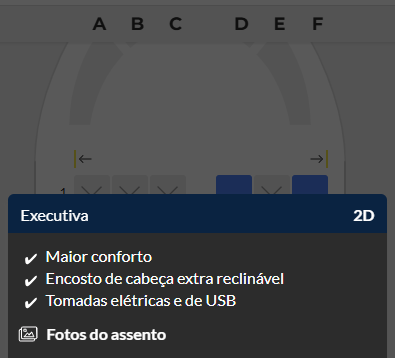 A B C D E F
1
Executiva 2D
✔ Maior conforto
✔ Encosto de cabeça extra reclinável
✔ Tomadas elétricas e de USB
Fotos do assento